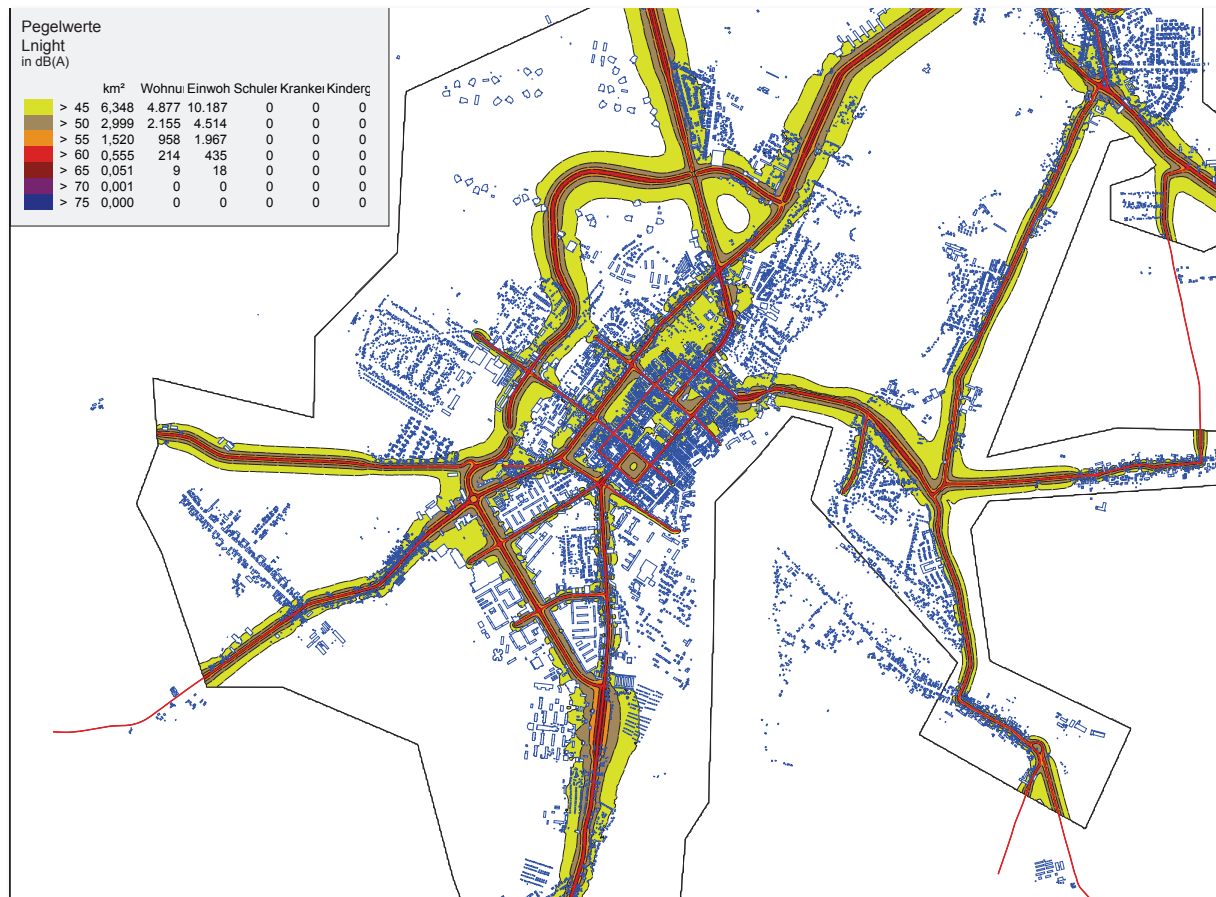 Pegelwerte
Lnight
in dB(A)
km² Wohnu Einwoh Schuler Kranke Kinderg
> 45 6,348 4.877 10.187 0 0 0
> 50 2,999 2.155 4.514 0 0 0
> 55 1,520 958 1.967 0 0 0
> 60 0,555 214 435 0 0 0
> 65 0,051 9 18 0 0 0
> 70 0,001 0 0 0 0 0
> 75 0,000 0 0 0 0 0